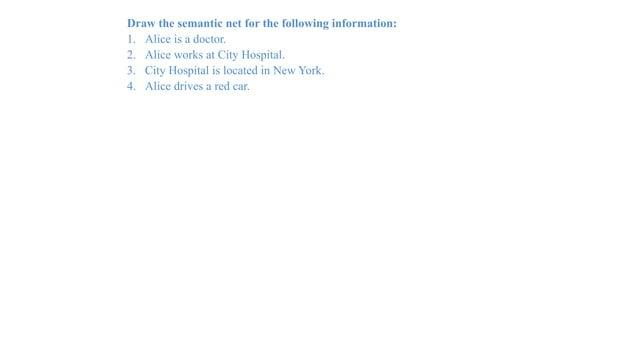 Draw the semantic net for the following information:
1. Alice is a doctor.
2. Alice works at City Hospital.
3. City Hospital is located in New York.
4. Alice drives a red car.